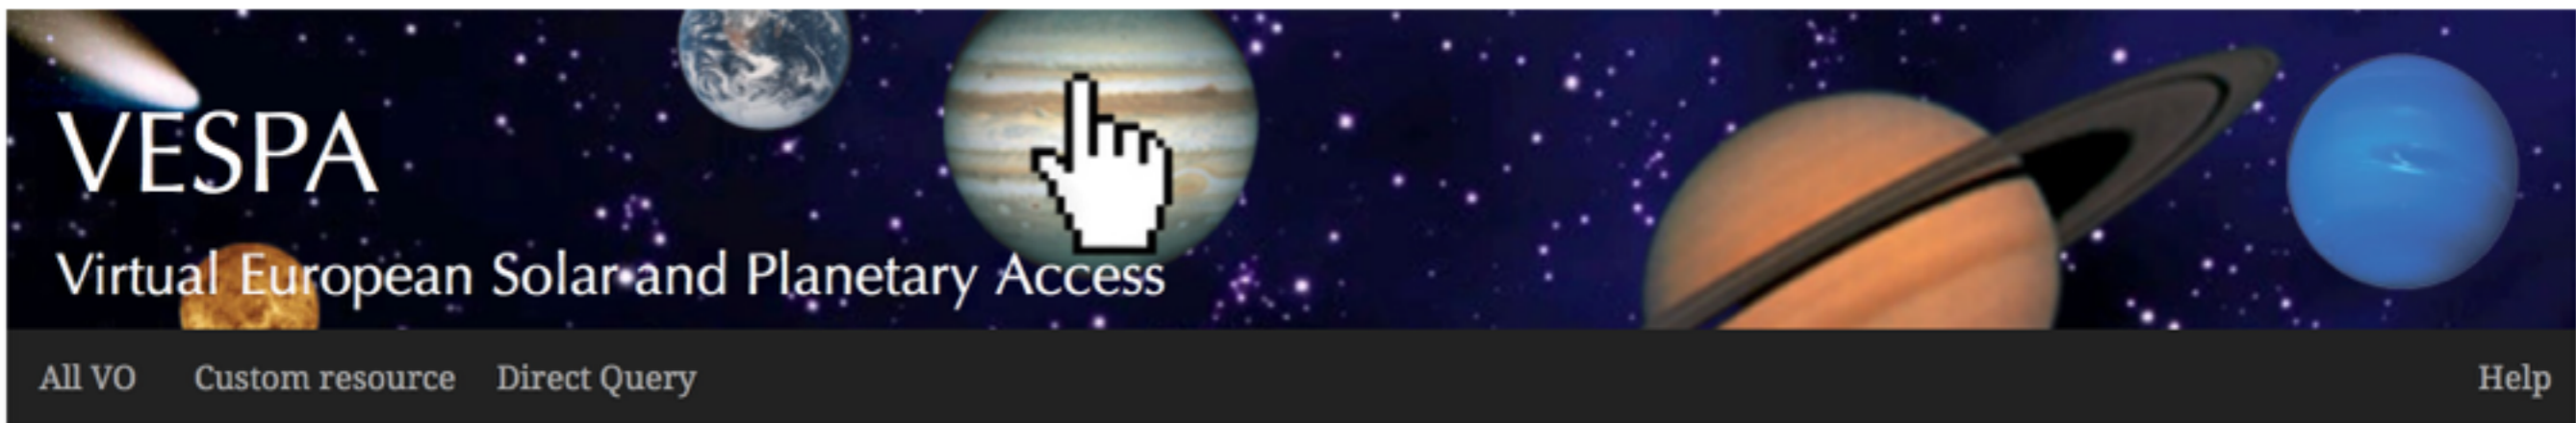 VESPA
Virtual European Solar and Planetary Access
All VO Custom resource Direct Query Help